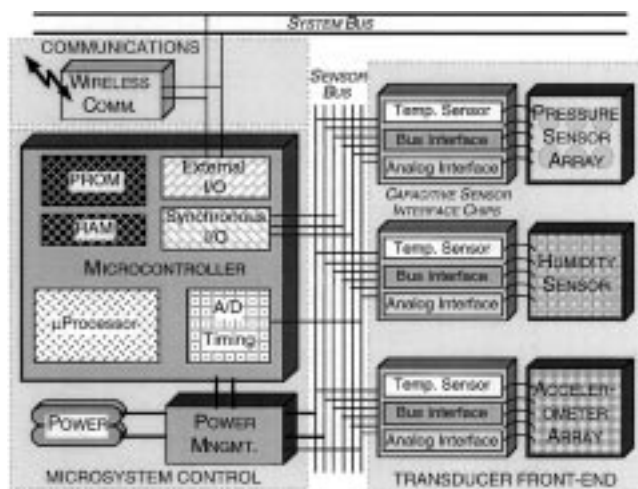 SYSTEM BUS
COMMUNICATIONS
WIRELESS
COMM.
SENSOR
BUS
Temp. Sensor
Bus Interface
Analog Interface
PRESSURE
SENSOR
ARRAY
CAPACITIVE SENSOR
INTERFACE CHIPS
PROM
External
I/O
RAM
Synchronous
I/O
MICROCONTROLLER
µProcessor
A/D
Timing
Temp. Sensor
Bus Interface
Analog Interface
HUMIDITY
SENSOR
POWER
POWER
MNGMT.
Temp. Sensor
Bus Interface
Analog Interface
ACCELER-
OMETER
ARRAY
MICROSYSTEM CONTROL
TRANSDUCER FRONT-END